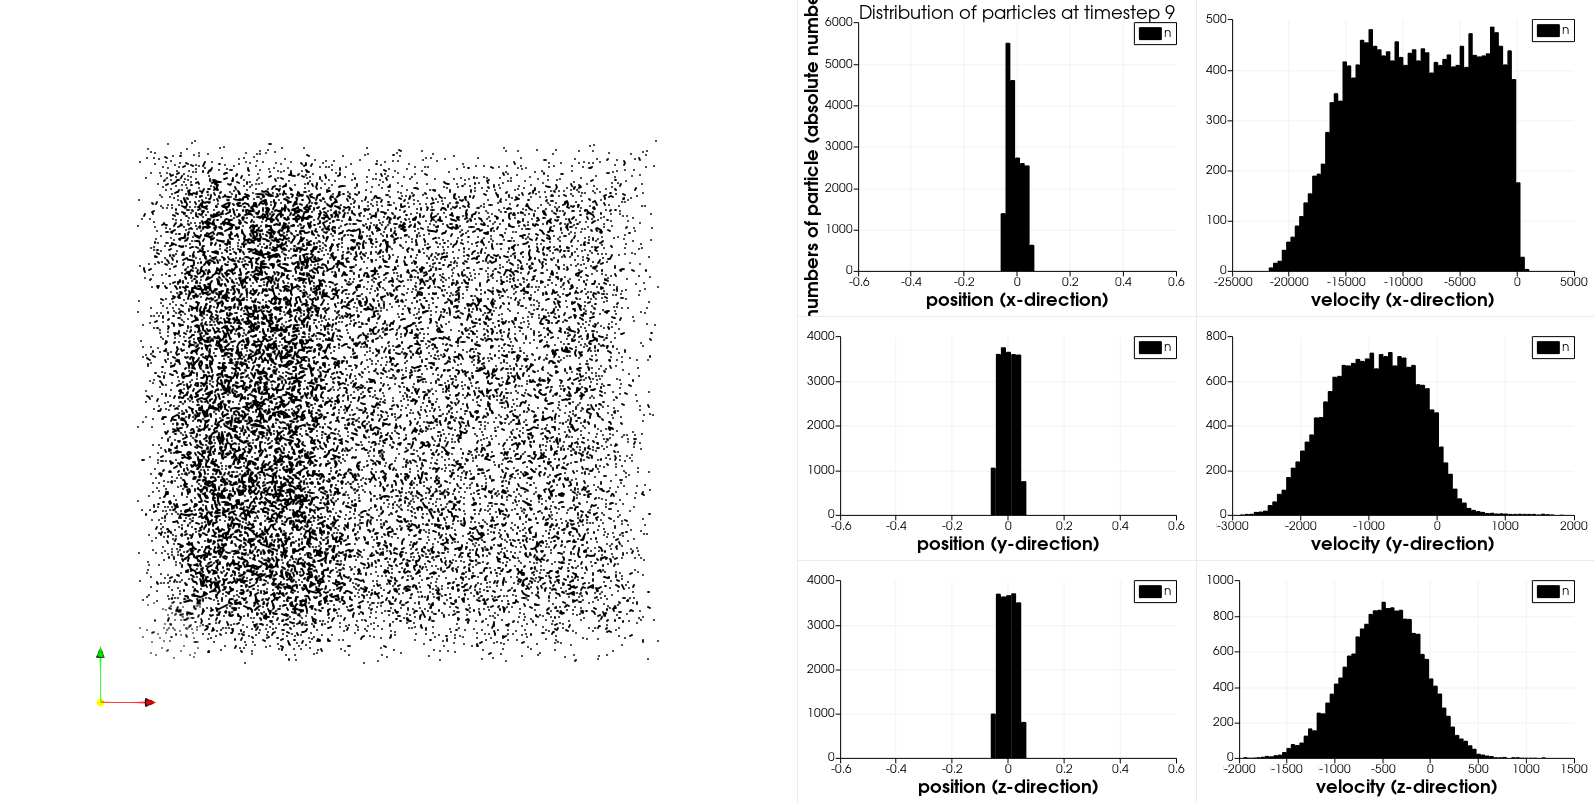 Distribution of particles at timestep 9
numbers of particle (absolute numbe
6000
5000
4000
3000
2000
1000
0
-0.6 -0.4 -0.2 0 0.2 0.4 0.6
position (x-direction)
n
500
400
300
200
100
0
-25000 -20000 -15000 -10000 -5000 0 5000
velocity (x-direction)
n
4000
3000
2000
1000
0
-0.6 -0.4 -0.2 0 0.2 0.4 0.6
position (y-direction)
n
800
600
400
200
0
-3000 -2000 -1000 0 1000 2000
velocity (y-direction)
n
4000
3000
2000
1000
0
-0.6 -0.4 -0.2 0 0.2 0.4 0.6
position (z-direction)
n
1000
800
600
400
200
0
-2000 -1500 -1000 -500 0 500 1000 1500
velocity (z-direction)
n